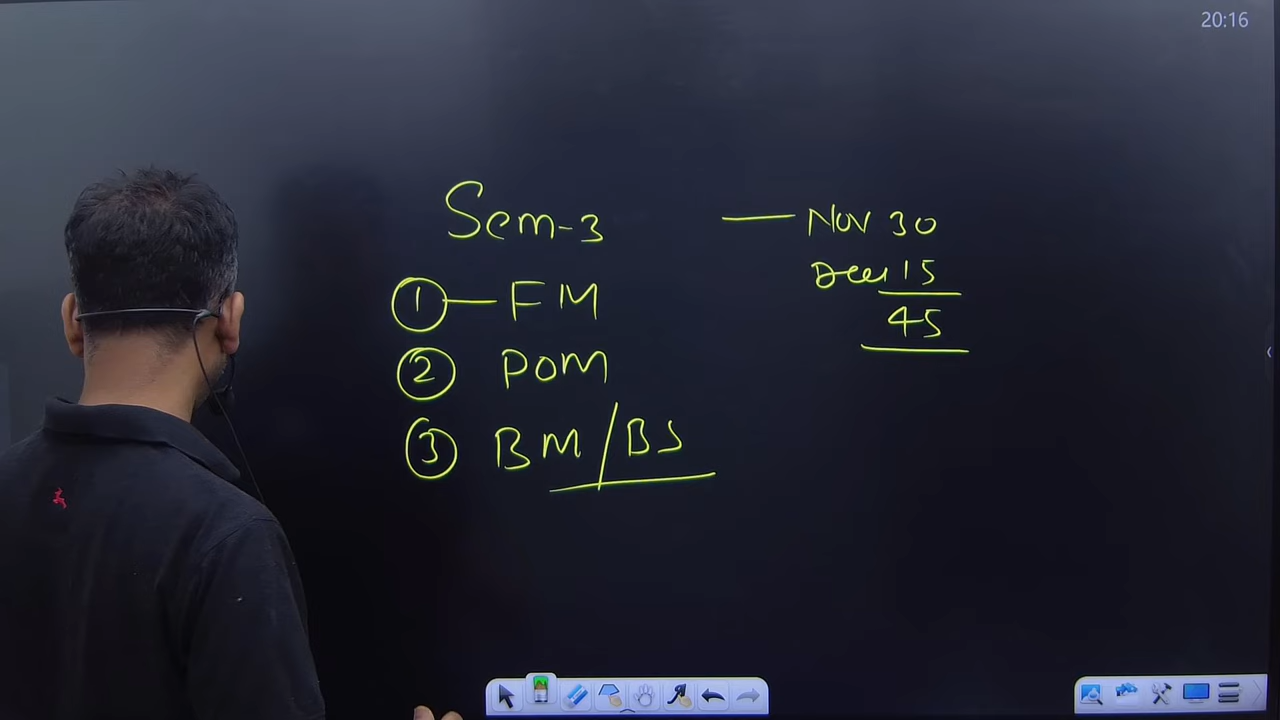 20:16
Sem-3 — Nov 30
Dec 15
45
① — FM
② POM
③ BM/BS